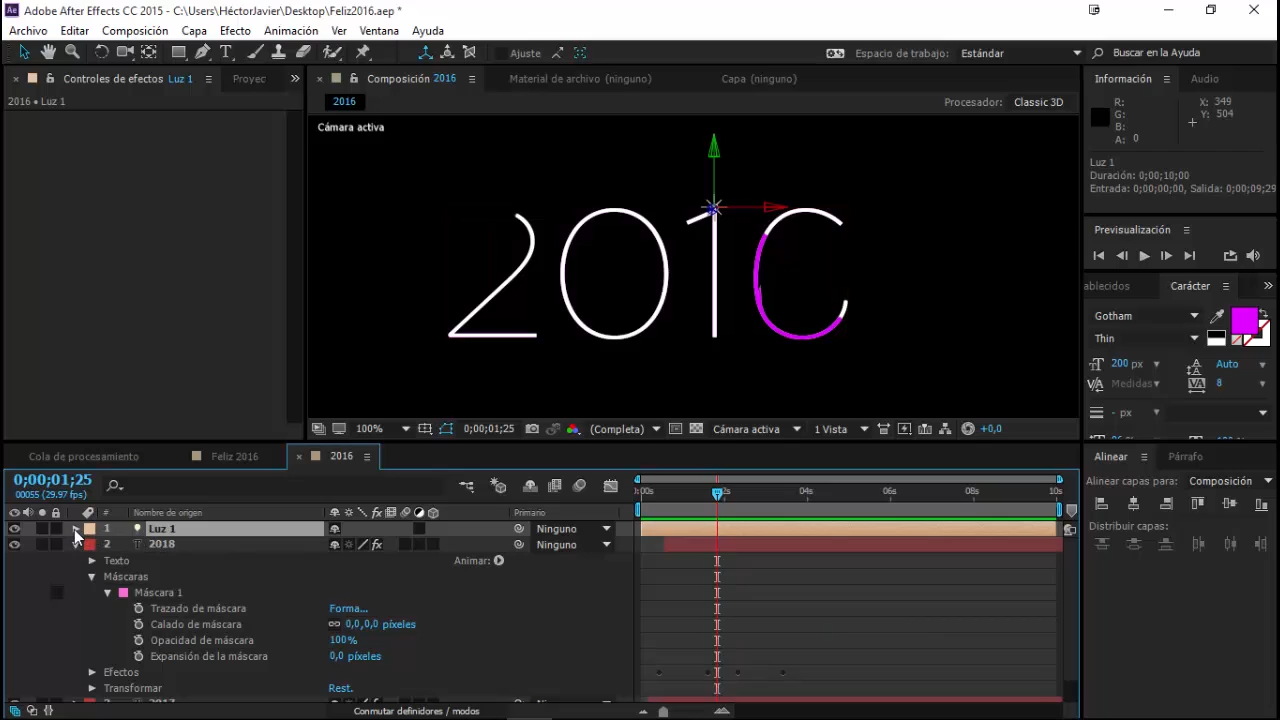 Ae Adobe After Effects CC 2015 - C:\Users\HéctorJavier\Desktop\Feliz2016.aep *
Archivo Editar Composición Capa Efecto Animación Ver Ventana Ayuda
Ajuste Espacio de trabajo: Estándar Buscar en la Ayuda
Controles de efectos Luz 1 Proyec
Composición 2016 Material de archivo (ninguno) Capa (ninguno)
Información Audio
2016 • Luz 1
2016 Procesador: Classic 3D
R: X: 349
G: Y: 504
B:
A: 0
Cámara activa
Luz 1
Duración: 0;00;10;00
Entrada: 0;00;00;00, Salida: 0;00;09;29
Previsualización
ablecidos Carácter
Gotham
Thin
200 px Auto
Medidas 8
- px
100% 0;00;01;25 (Completa) Cámara activa 1 Vista +0,0
Cola de procesamiento Feliz 2016 2016
Alinear Párrafo
0;00;01;25
00055 (29.97 fps)
Alinear capas: Composición
:00s 2s 04s 06s 08s 10s
# Nombre de origen fx Primario
1 Luz 1 Ninguno
2 T 2018 fx Ninguno
Distribuir capas:
Texto Animar:
Máscaras
Máscara 1
Trazado de máscara Forma...
Calado de máscara 0,0,0,0 píxeles
Opacidad de máscara 100%
Expansión de la máscara 0,0 píxeles
Efectos
Transformar Rest.
Conmutar definidores / modos